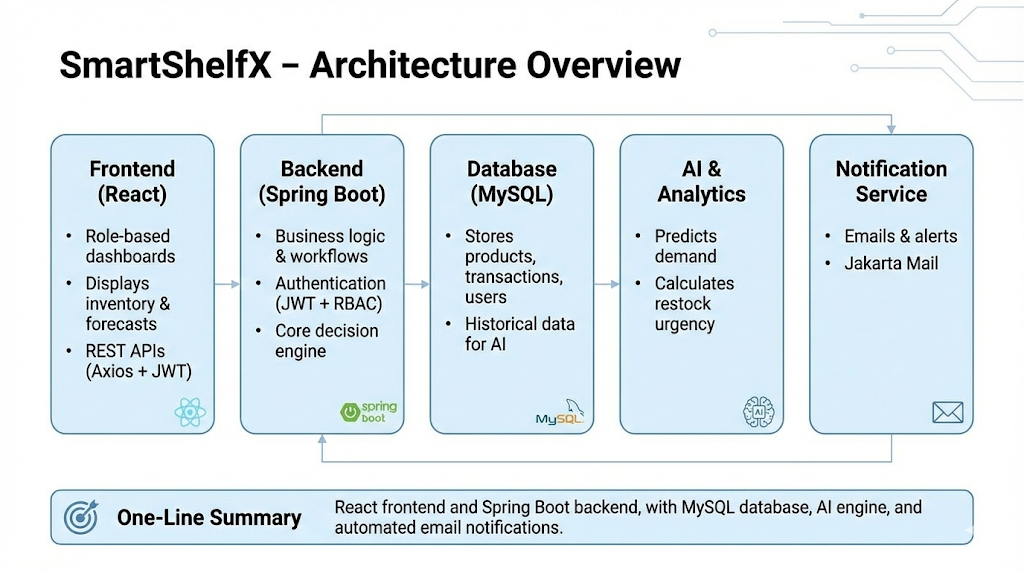 SmartShelfX – Architecture Overview
Frontend
(React)
• Role-based
dashboards
• Displays
inventory &
forecasts
• REST APIs
(Axios + JWT)
Backend
(Spring Boot)
• Business logic
& workflows
• Authentication
(JWT + RBAC)
• Core decision
engine
spring
boot
Database
(MySQL)
• Stores
products,
transactions,
users
• Historical data
for AI
MySQL
AI &
Analytics
• Predicts
demand
• Calculates
restock
urgency
AI
Notification
Service
• Emails & alerts
• Jakarta Mail
One-Line Summary
React frontend and Spring Boot backend, with MySQL database, AI engine, and
automated email notifications.